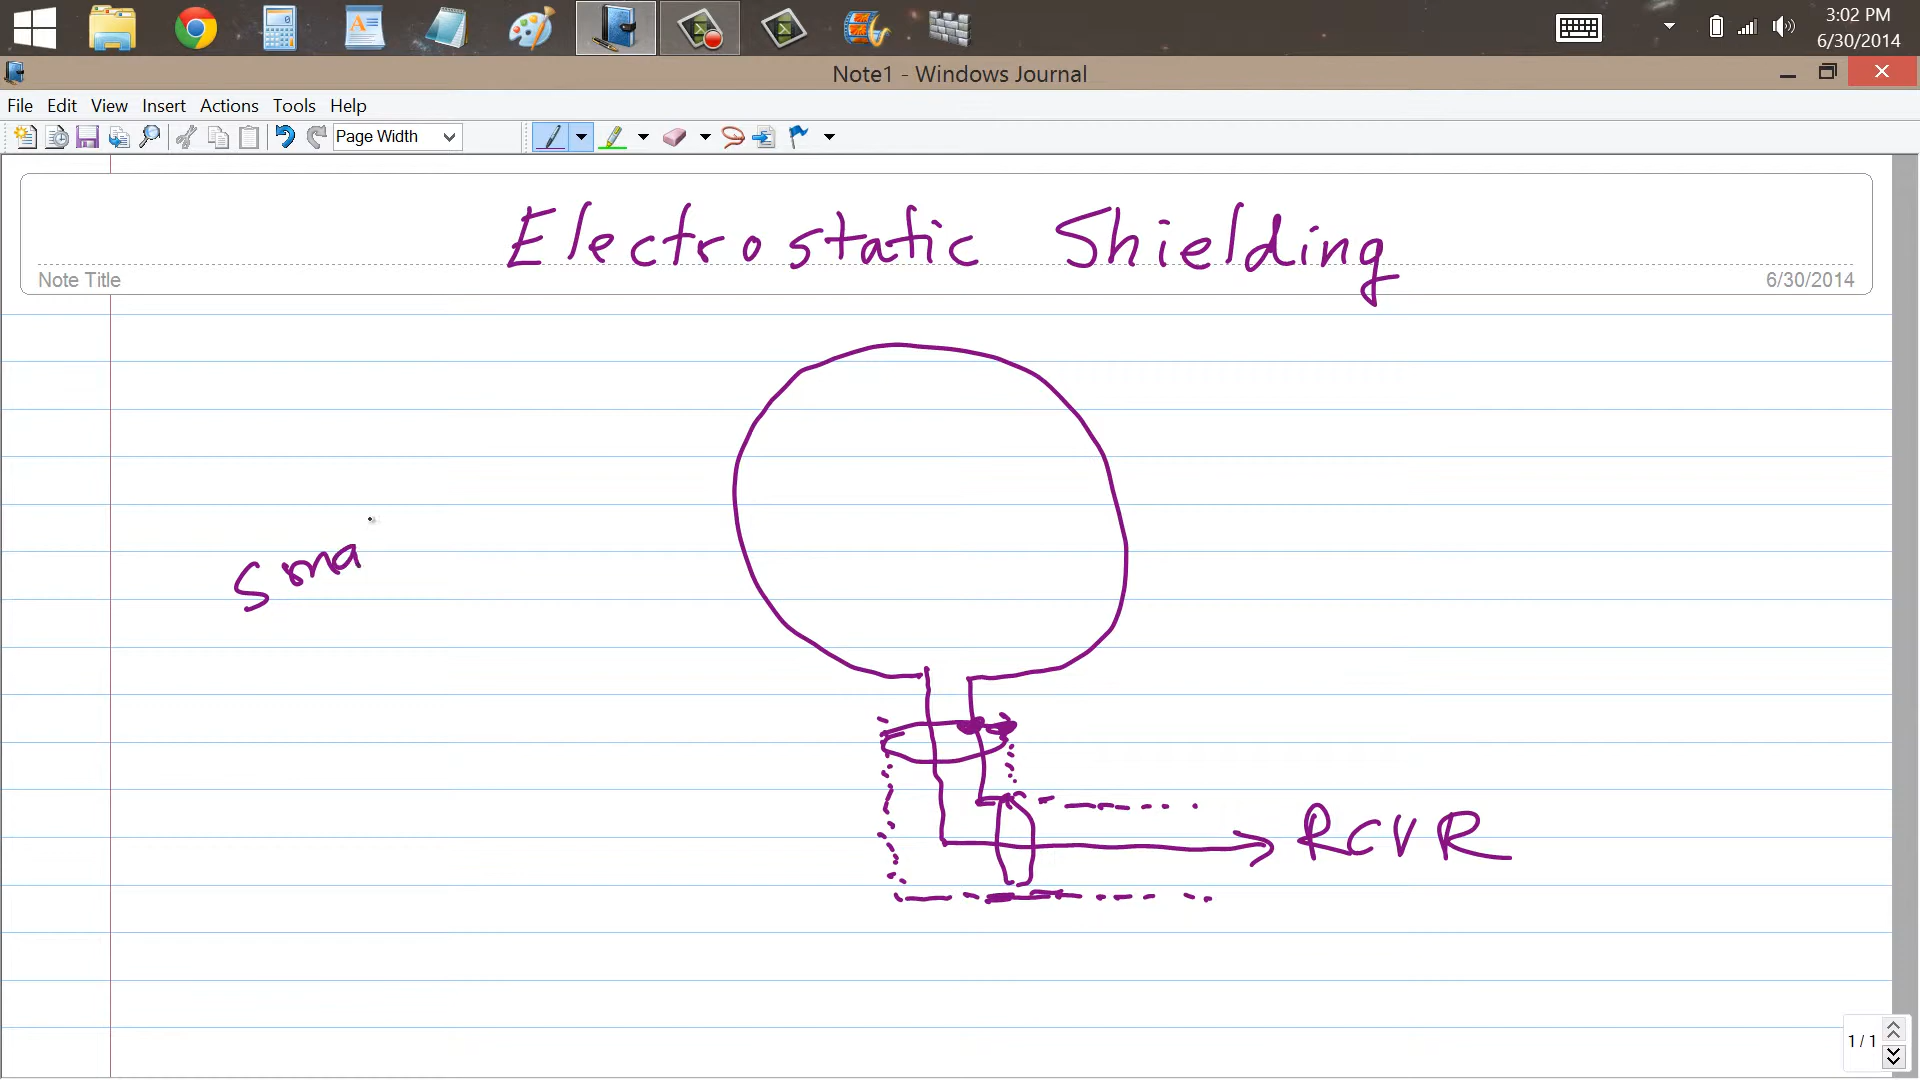 3:02 PM
6/30/2014
Note1 - Windows Journal
File Edit View Insert Actions Tools Help
Page Width
Electrostatic Shielding
Note Title
6/30/2014
Sma
RCVR
1 / 1